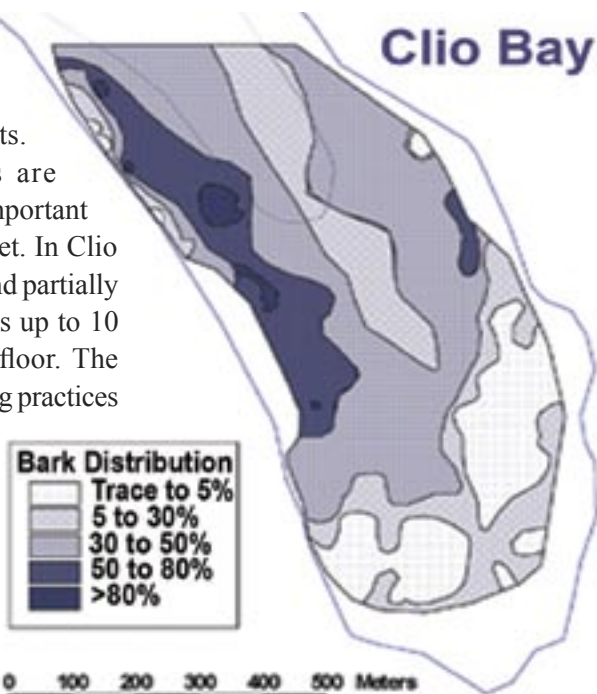 Clio Bay
ts.
s are
mportant
et. In Clio
nd partially
s up to 10
floor. The
g practices
Bark Distribution
Trace to 5%
5 to 30%
30 to 50%
50 to 80%
>80%
0 100 200 300 400 500 Meters